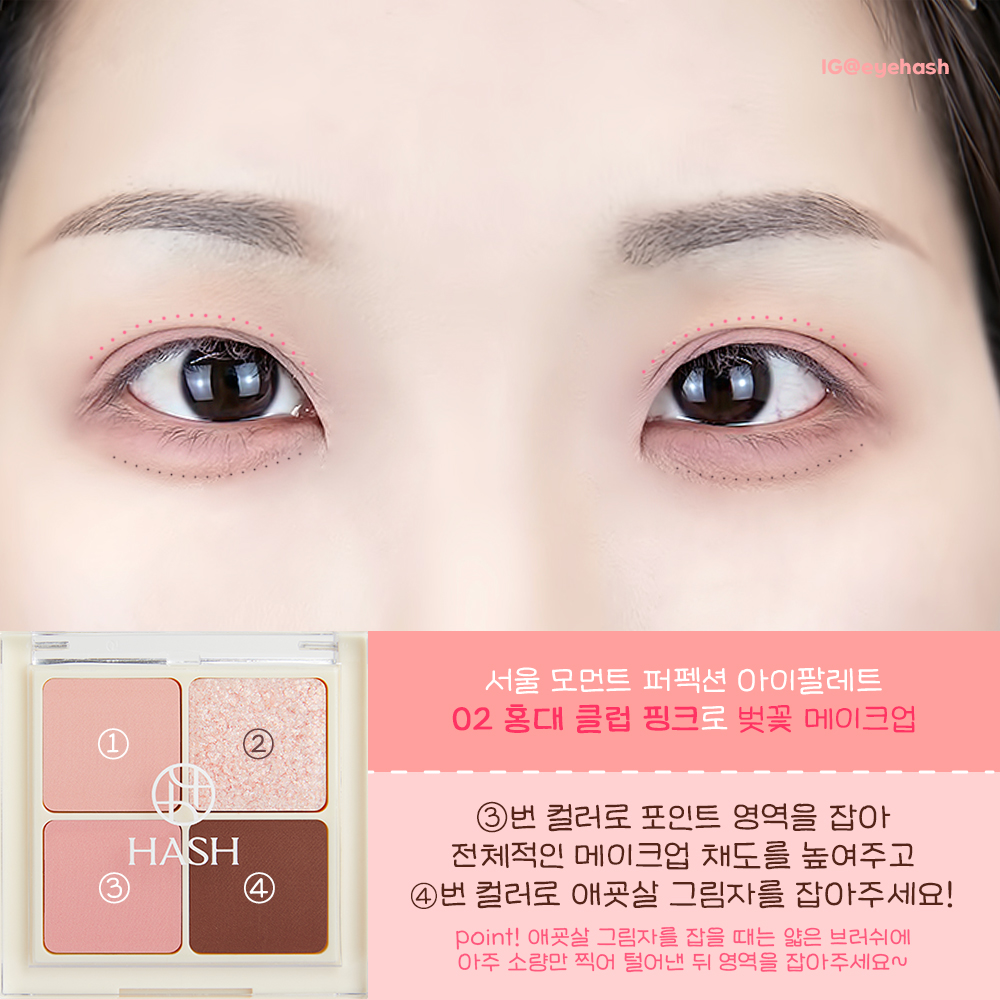 IG@eyehash
서울 모먼트 퍼펙션 아이팔레트
02 홍대 클럽 핑크로 벚꽃 메이크업
① ②
HASH
③ ④
③번 컬러로 포인트 영역을 잡아
전체적인 메이크업 채도를 높여주고
④번 컬러로 애굣살 그림자를 잡아주세요!
point! 애굣살 그림자를 잡을 때는 얇은 브러쉬에
아주 소량만 찍어 털어낸 뒤 영역을 잡아주세요~